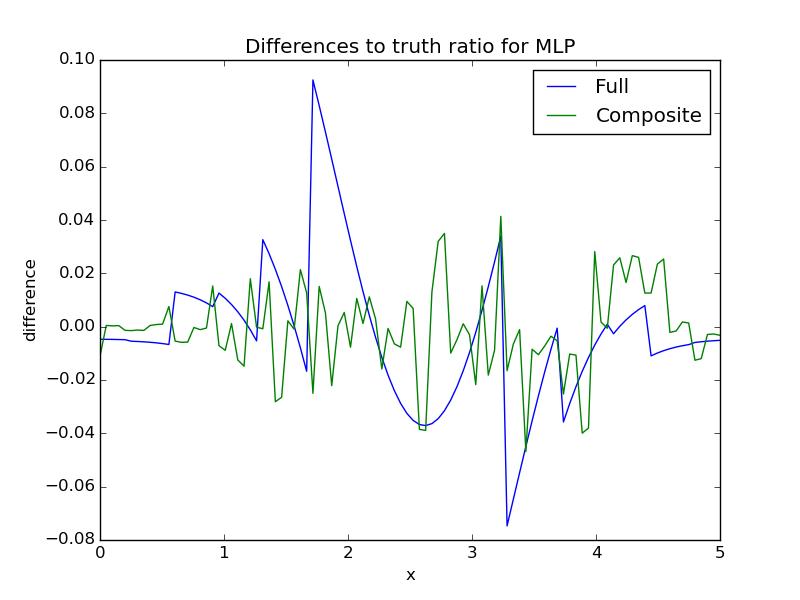 Differences to truth ratio for MLP
0.10
0.08
0.06
0.04
0.02
0.00
−0.02
−0.04
−0.06
−0.08
difference
Full
Composite
0 1 2 3 4 5
x